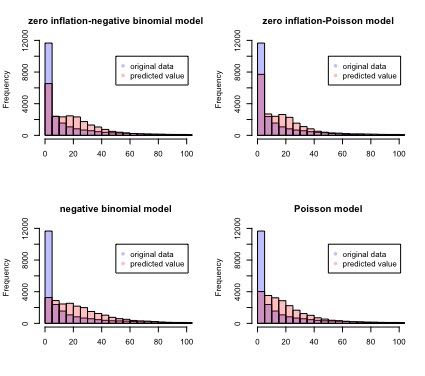 zero inflation-negative binomial model
Frequency
0 4000 8000 12000
original data
predicted value
0 20 40 60 80 100
zero inflation-Poisson model
Frequency
0 4000 8000 12000
original data
predicted value
0 20 40 60 80 100
negative binomial model
Frequency
0 4000 8000 12000
original data
predicted value
0 20 40 60 80 100
Poisson model
Frequency
0 4000 8000 12000
original data
predicted value
0 20 40 60 80 100